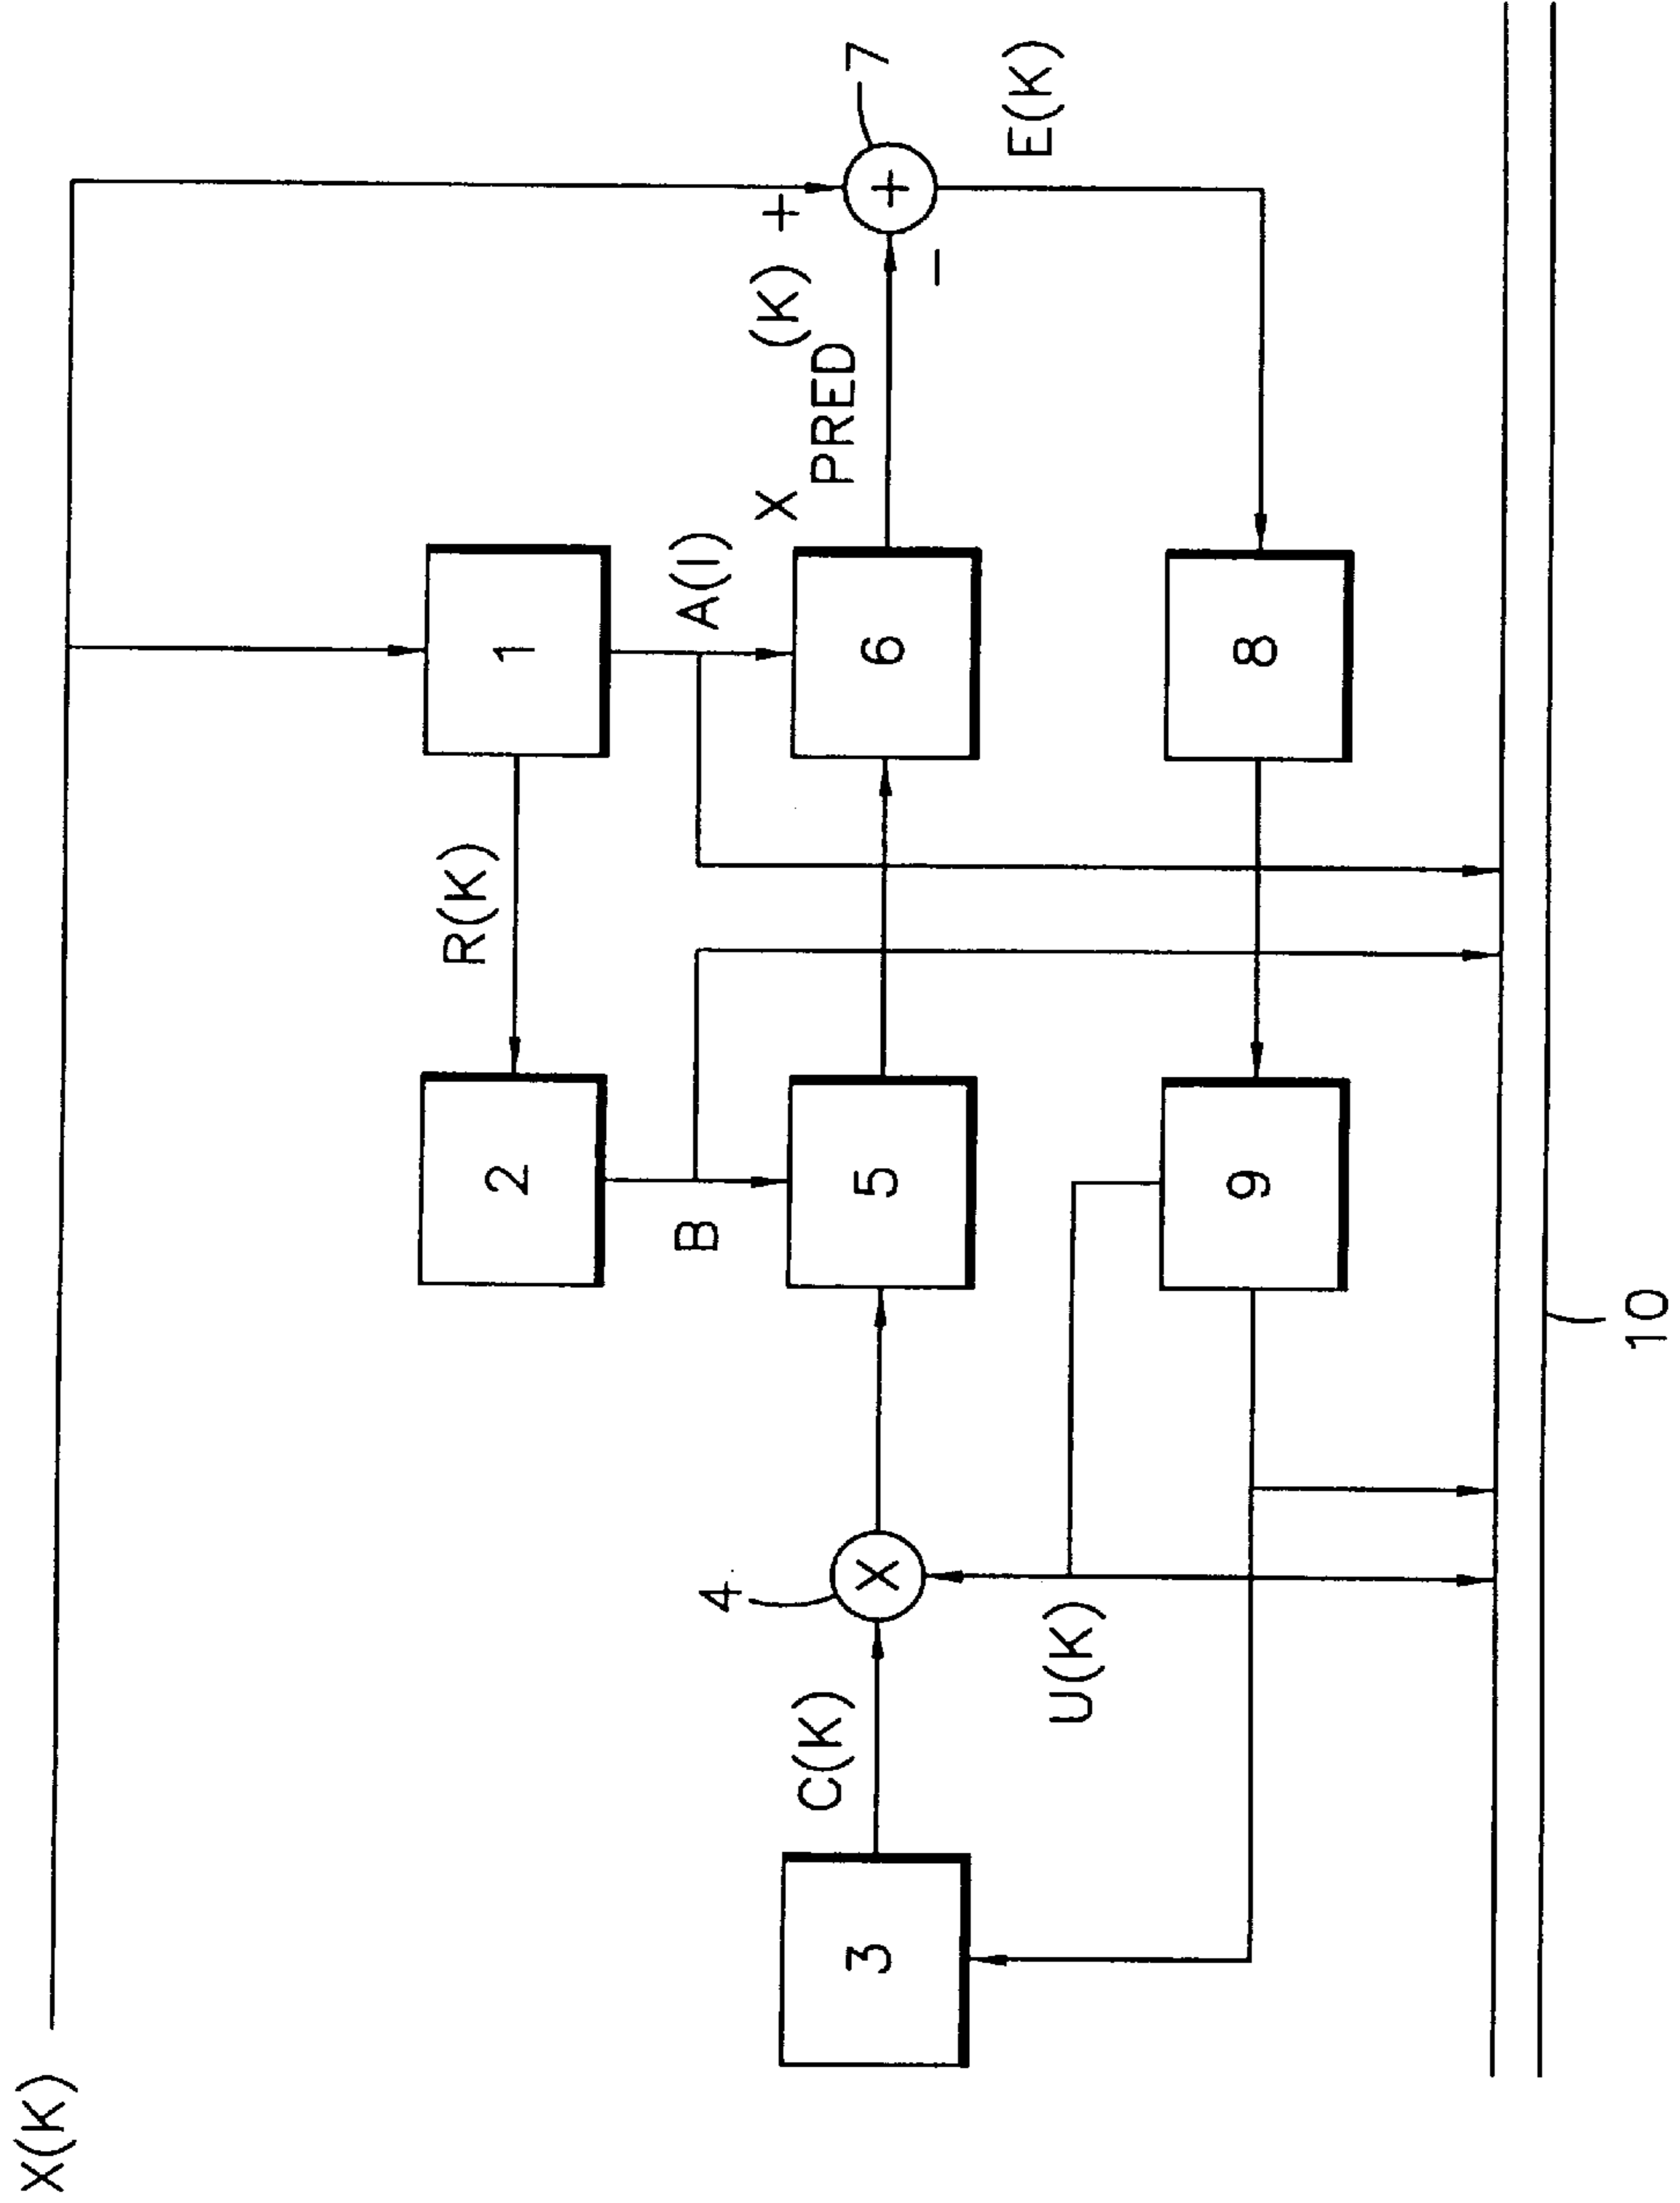 X(K)
R(K)
2
1
B
A(I)
4
C(K)
X PRED (K)
+
7
3
X
5
6
+
-
U(K)
E(K)
9
8
10